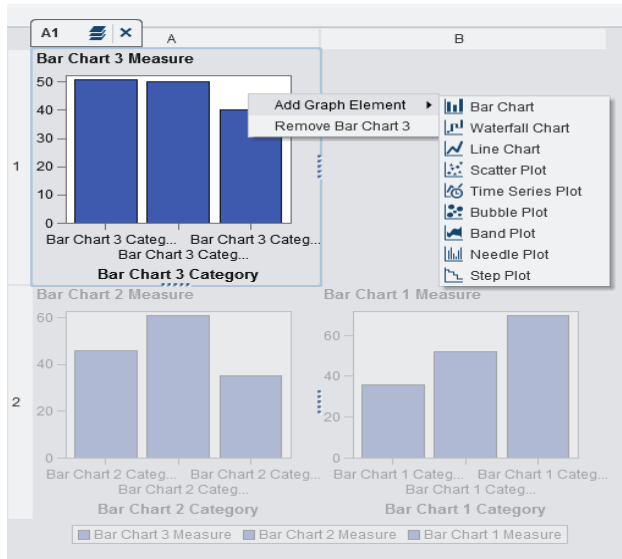 A1
A
B
Bar Chart 3 Measure
50
40
30
20
10
0
Bar Chart 3 Categ... Bar Chart 3 Categ...
Bar Chart 3 Categ...
Bar Chart 3 Category
Add Graph Element
Remove Bar Chart 3
Bar Chart
Waterfall Chart
Line Chart
Scatter Plot
Time Series Plot
Bubble Plot
Band Plot
Needle Plot
Step Plot
1
2
Bar Chart 2 Measure
60
40
20
0
Bar Chart 2 Categ... Bar Chart 2 Categ...
Bar Chart 2 Categ...
Bar Chart 2 Category
Bar Chart 1 Measure
60
40
20
0
Bar Chart 1 Categ... Bar Chart 1 Categ...
Bar Chart 1 Categ...
Bar Chart 1 Category
Bar Chart 3 Measure Bar Chart 2 Measure Bar Chart 1 Measure